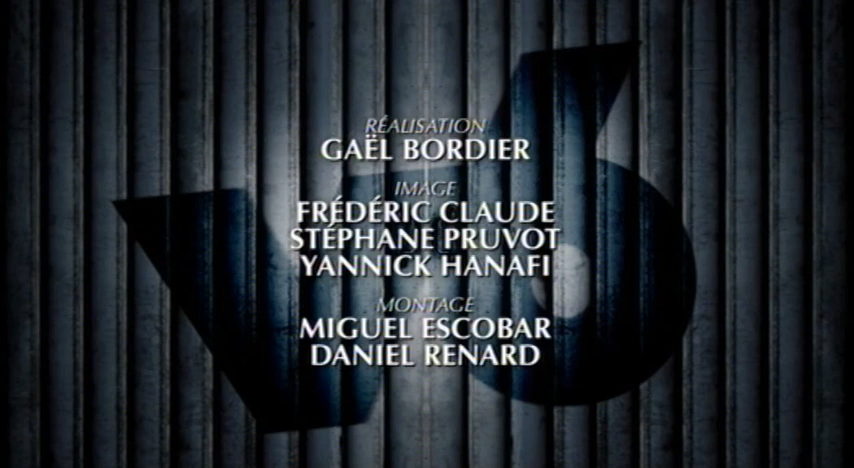 RÉALISATION
GAËL BORDIER
IMAGE
FRÉDÉRIC CLAUDE
STÉPHANE PRUVOT
YANNICK HANAFI
MONTAGE
MIGUEL ESCOBAR
DANIEL RENARD